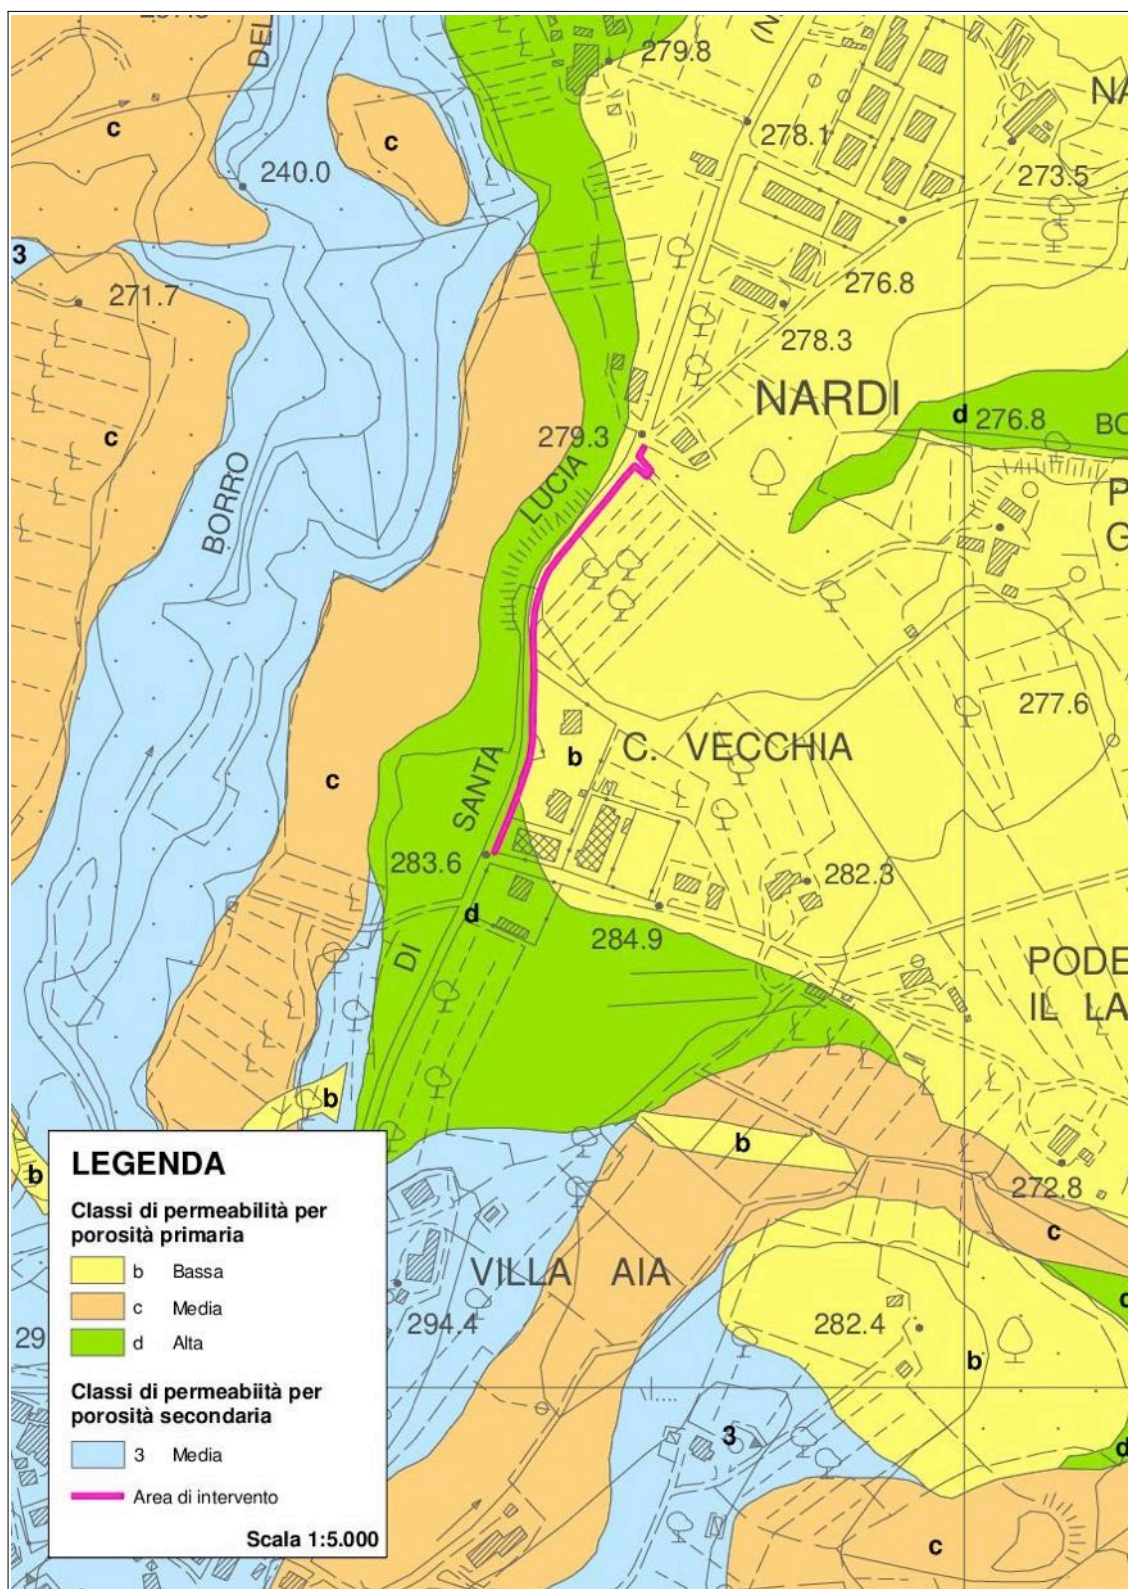 DEL
279.8
NA
278.1
c
c
240.0
273.5
3
271.7
276.8
278.3
NARDI
d
276.8
BO
279.3
c
LUCIA
P
G
BORRO
277.6
b
C. VECCHIA
SANTA
c
283.6
282.3
d
284.9
DI
PODE
IL LA
b
b
b
272.8
c
VILLA AIA
294.4
29
282.4
b
d
3
d
c
LEGENDA
Classi di permeabilità per
porosità primaria
b Bassa
c Media
d Alta
Classi di permeabiità per
porosità secondaria
3 Media
Area di intervento
Scala 1:5.000